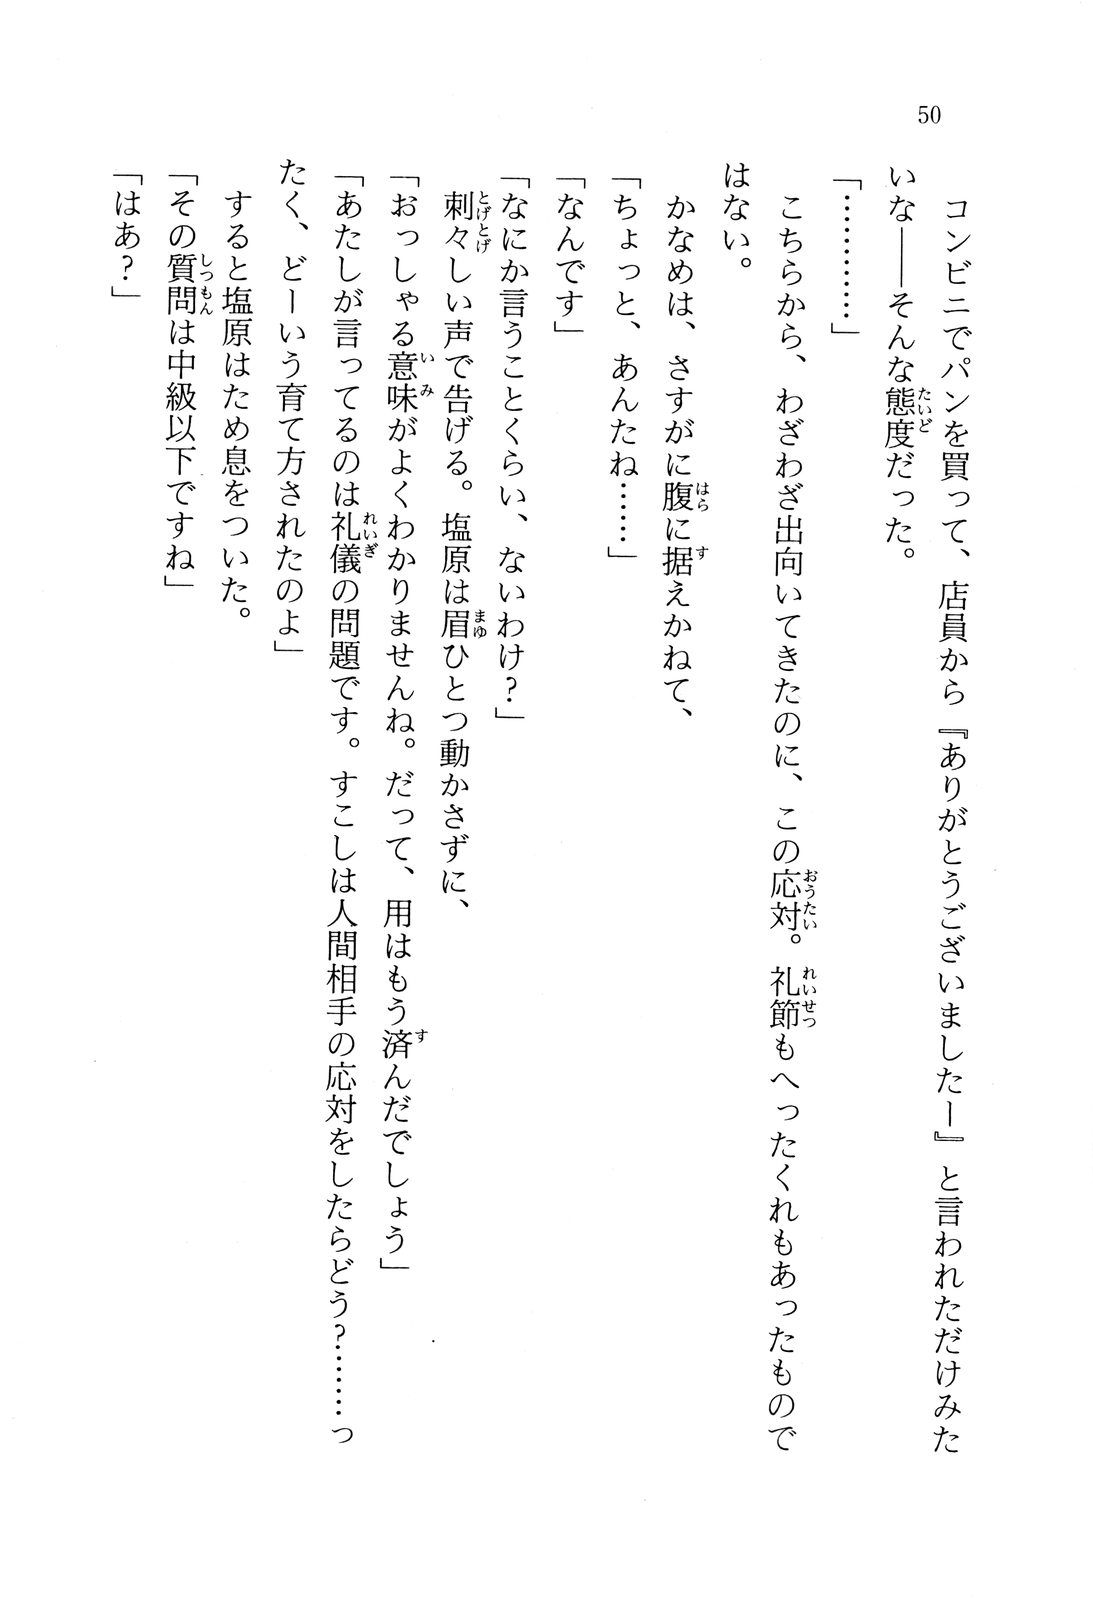 50
　コンビニでパンを買って、店員から『ありがとうございましたー』と言われただけみた
いな――そんな態度だった。
「…………」
　こちらから、わざわざ出向いてきたのに、この応対。礼節もへったくれもあったもので
はない。
　かなめは、さすがに腹に据えかねて、
「ちょっと、あんたね……」
「なんです」
「なにか言うことくらい、ないわけ？」
　刺々しい声で告げる。塩原は眉ひとつ動かさずに、
「おっしゃる意味がよくわかりませんね。だって、用はもう済んだでしょう」
「あたしが言ってるのは礼儀の問題です。すこしは人間相手の応対をしたらどう？……っ
たく、どーいう育て方されたのよ」
　すると塩原はため息をついた。
「その質問は中級以下ですね」
「はあ？」